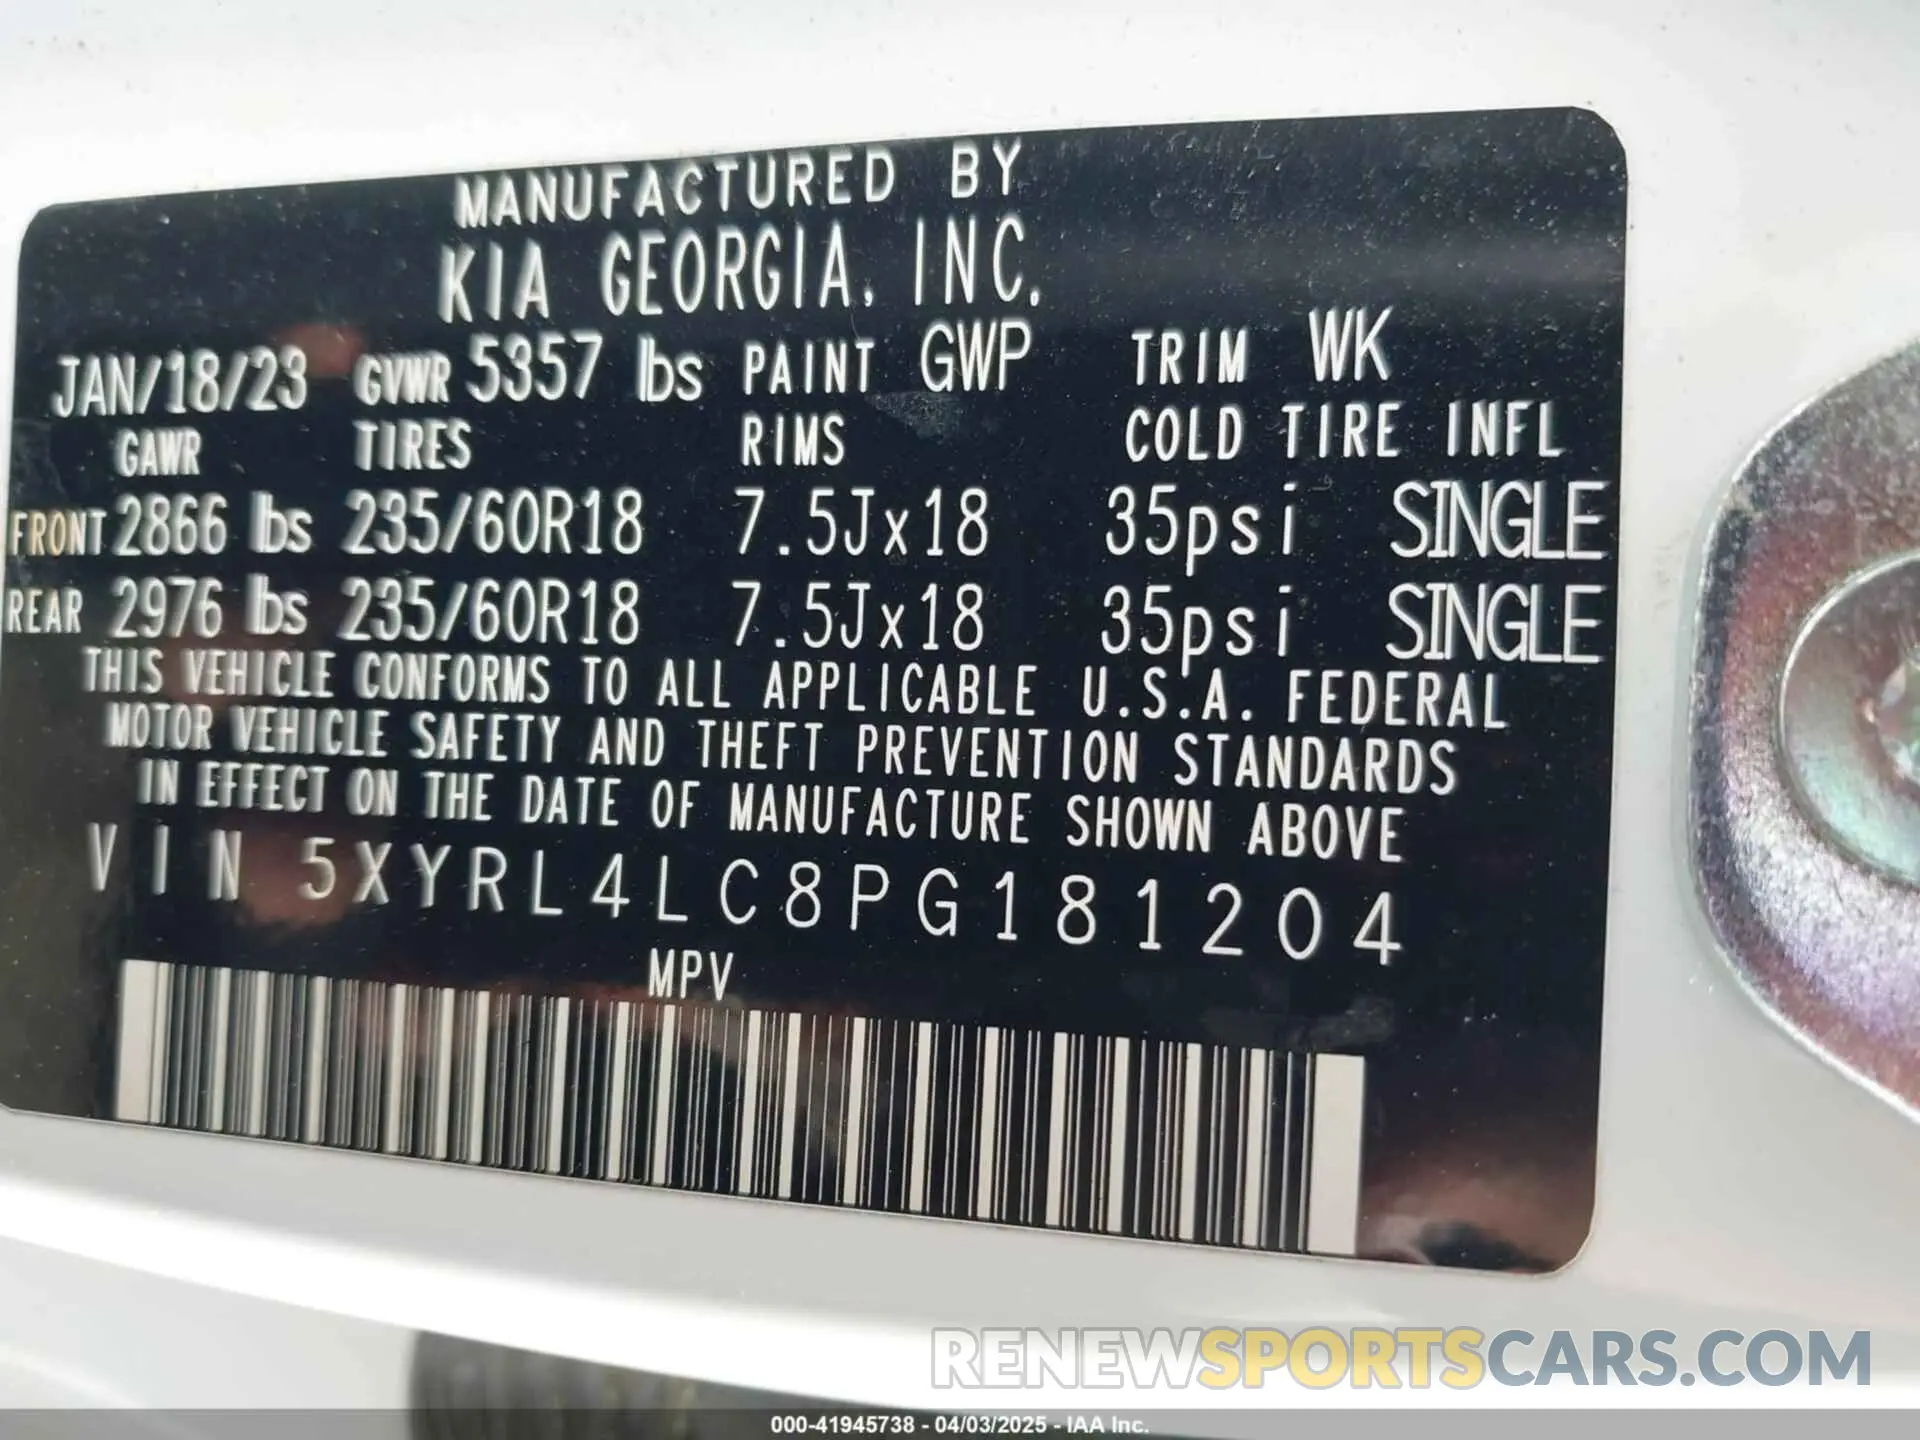 MANUFACTURED BY
KIA GEORGIA, INC.
JAN/18/23 GVWR 5357 lbs PAINT GWP TRIM WK
GAWR TIRES RIMS COLD TIRE INFL
FRONT 2866 lbs 235/60R18 7.5Jx18 35psi SINGLE
REAR 2976 lbs 235/60R18 7.5Jx18 35psi SINGLE
THIS VEHICLE CONFORMS TO ALL APPLICABLE U.S.A. FEDERAL
MOTOR VEHICLE SAFETY AND THEFT PREVENTION STANDARDS
IN EFFECT ON THE DATE OF MANUFACTURE SHOWN ABOVE
VIN 5XYRL4LC8PG181204
MPV
RENEWSPORTSCARS.COM
000-41945738 - 04/03/2025 - IAA Inc.